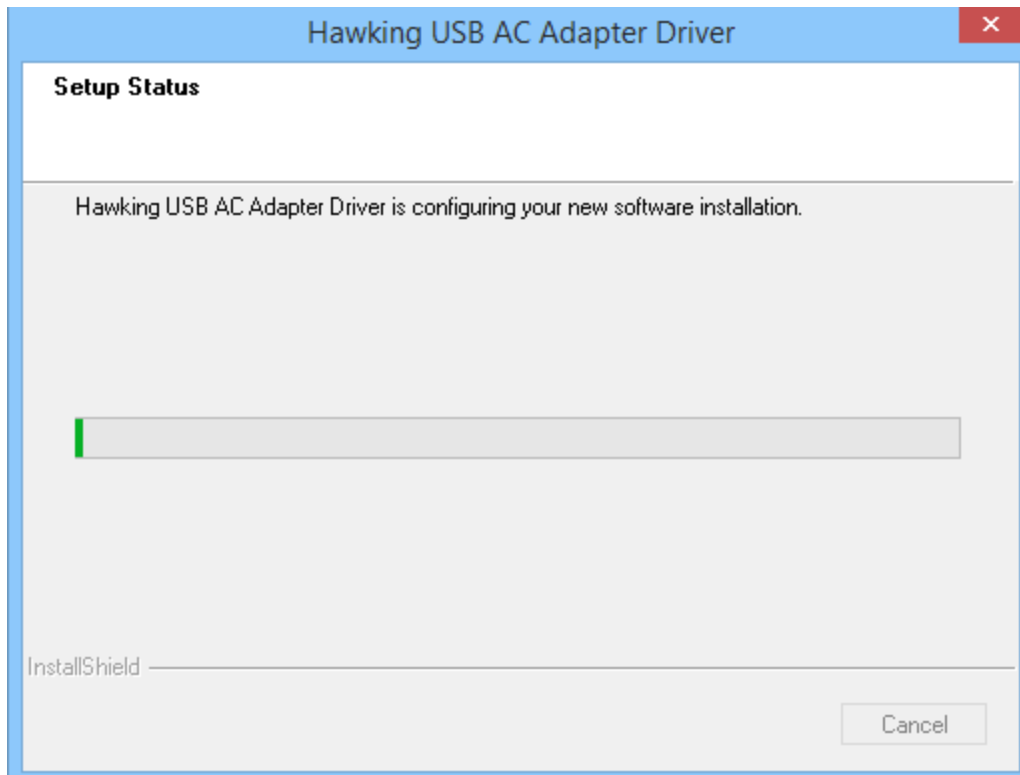 Hawking USB AC Adapter Driver
Setup Status
Hawking USB AC Adapter Driver is configuring your new software installation.
InstallShield
Cancel